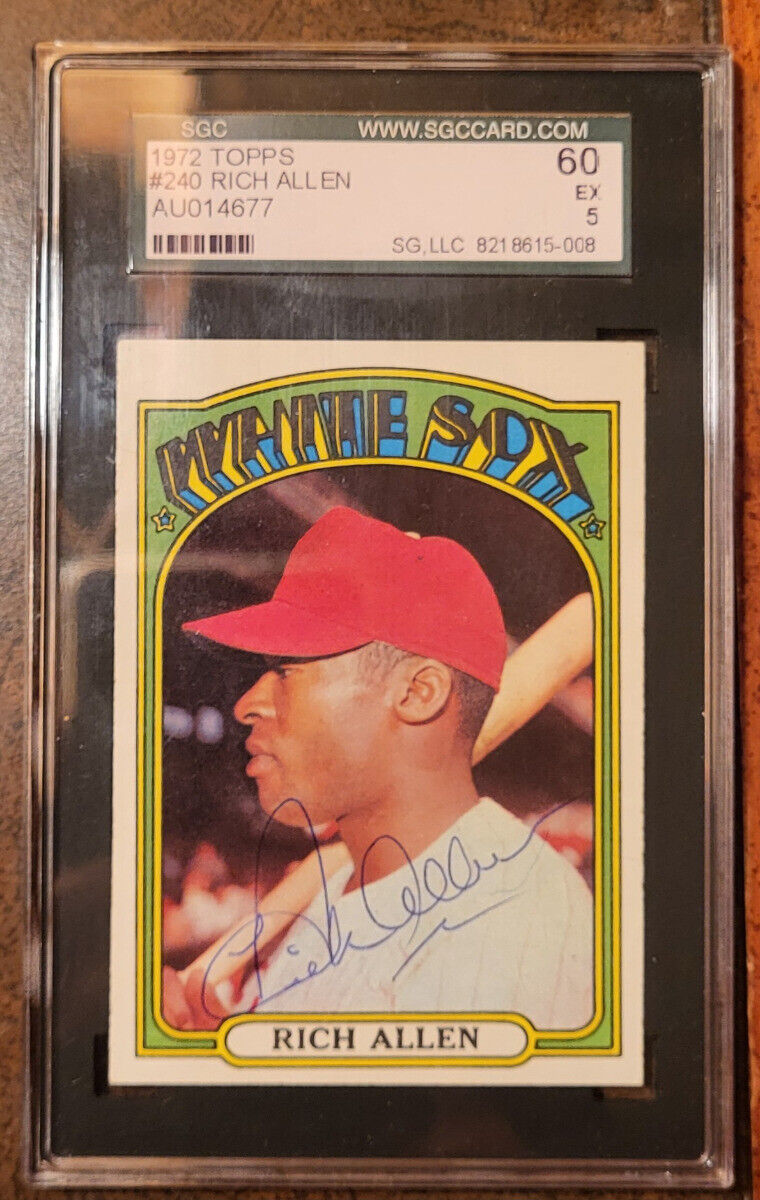 SGC WWW.SGCCARD.COM
1972 TOPPS 60
#240 RICH ALLEN EX
AU014677 5
SG,LLC 8218615-008
WHITE SOX
Rich Allen
RICH ALLEN